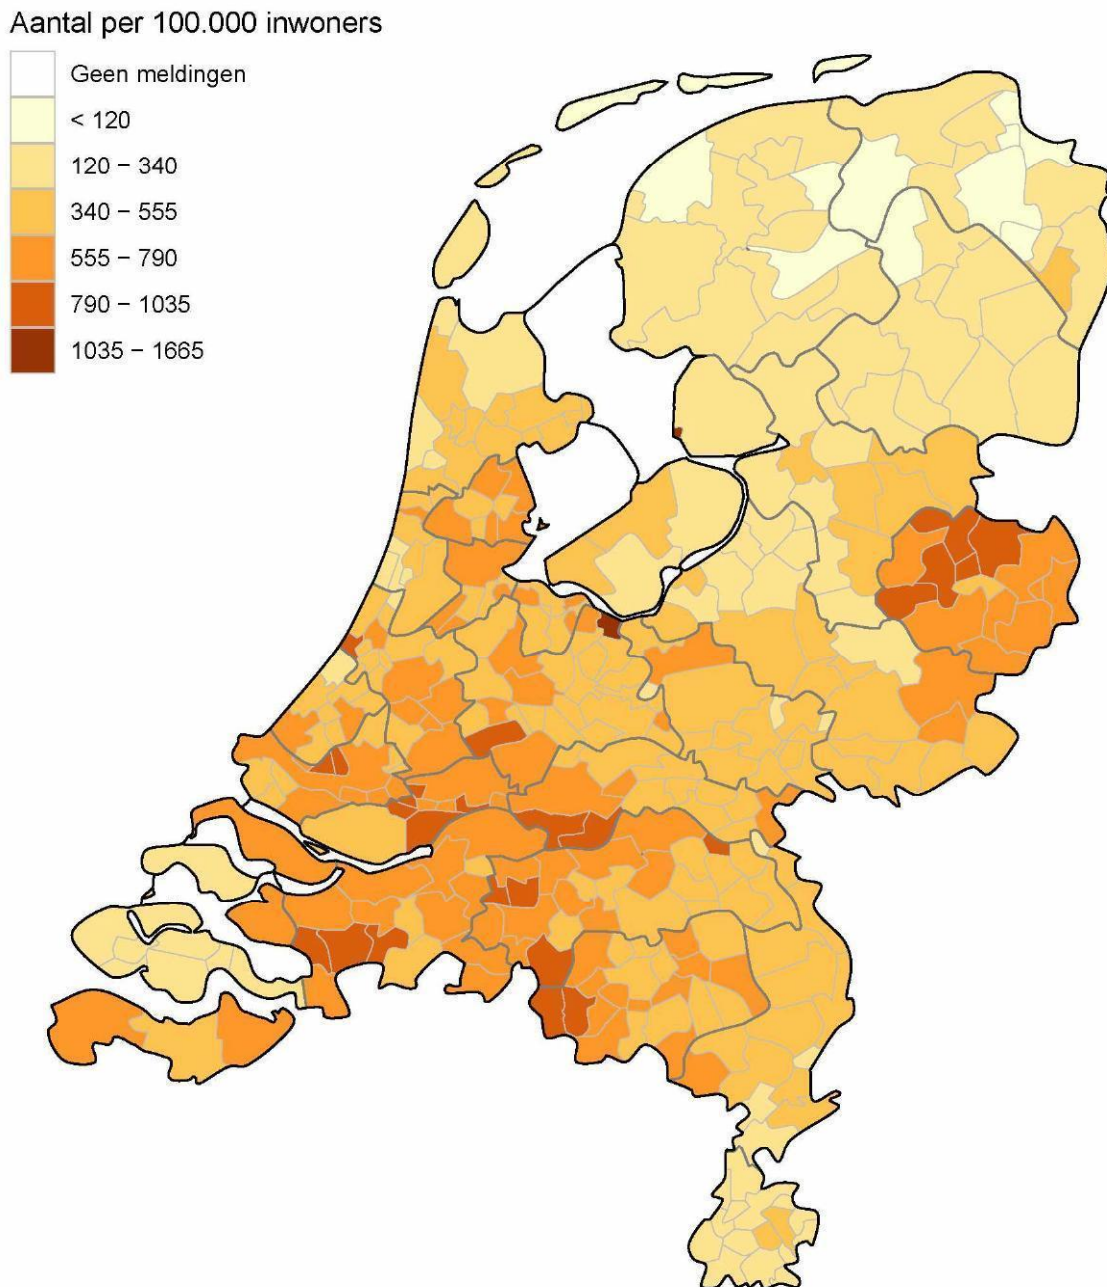 Aantal per 100.000 inwoners
Geen meldingen
< 120
120 − 340
340 − 555
555 − 790
790 − 1035
1035 − 1665